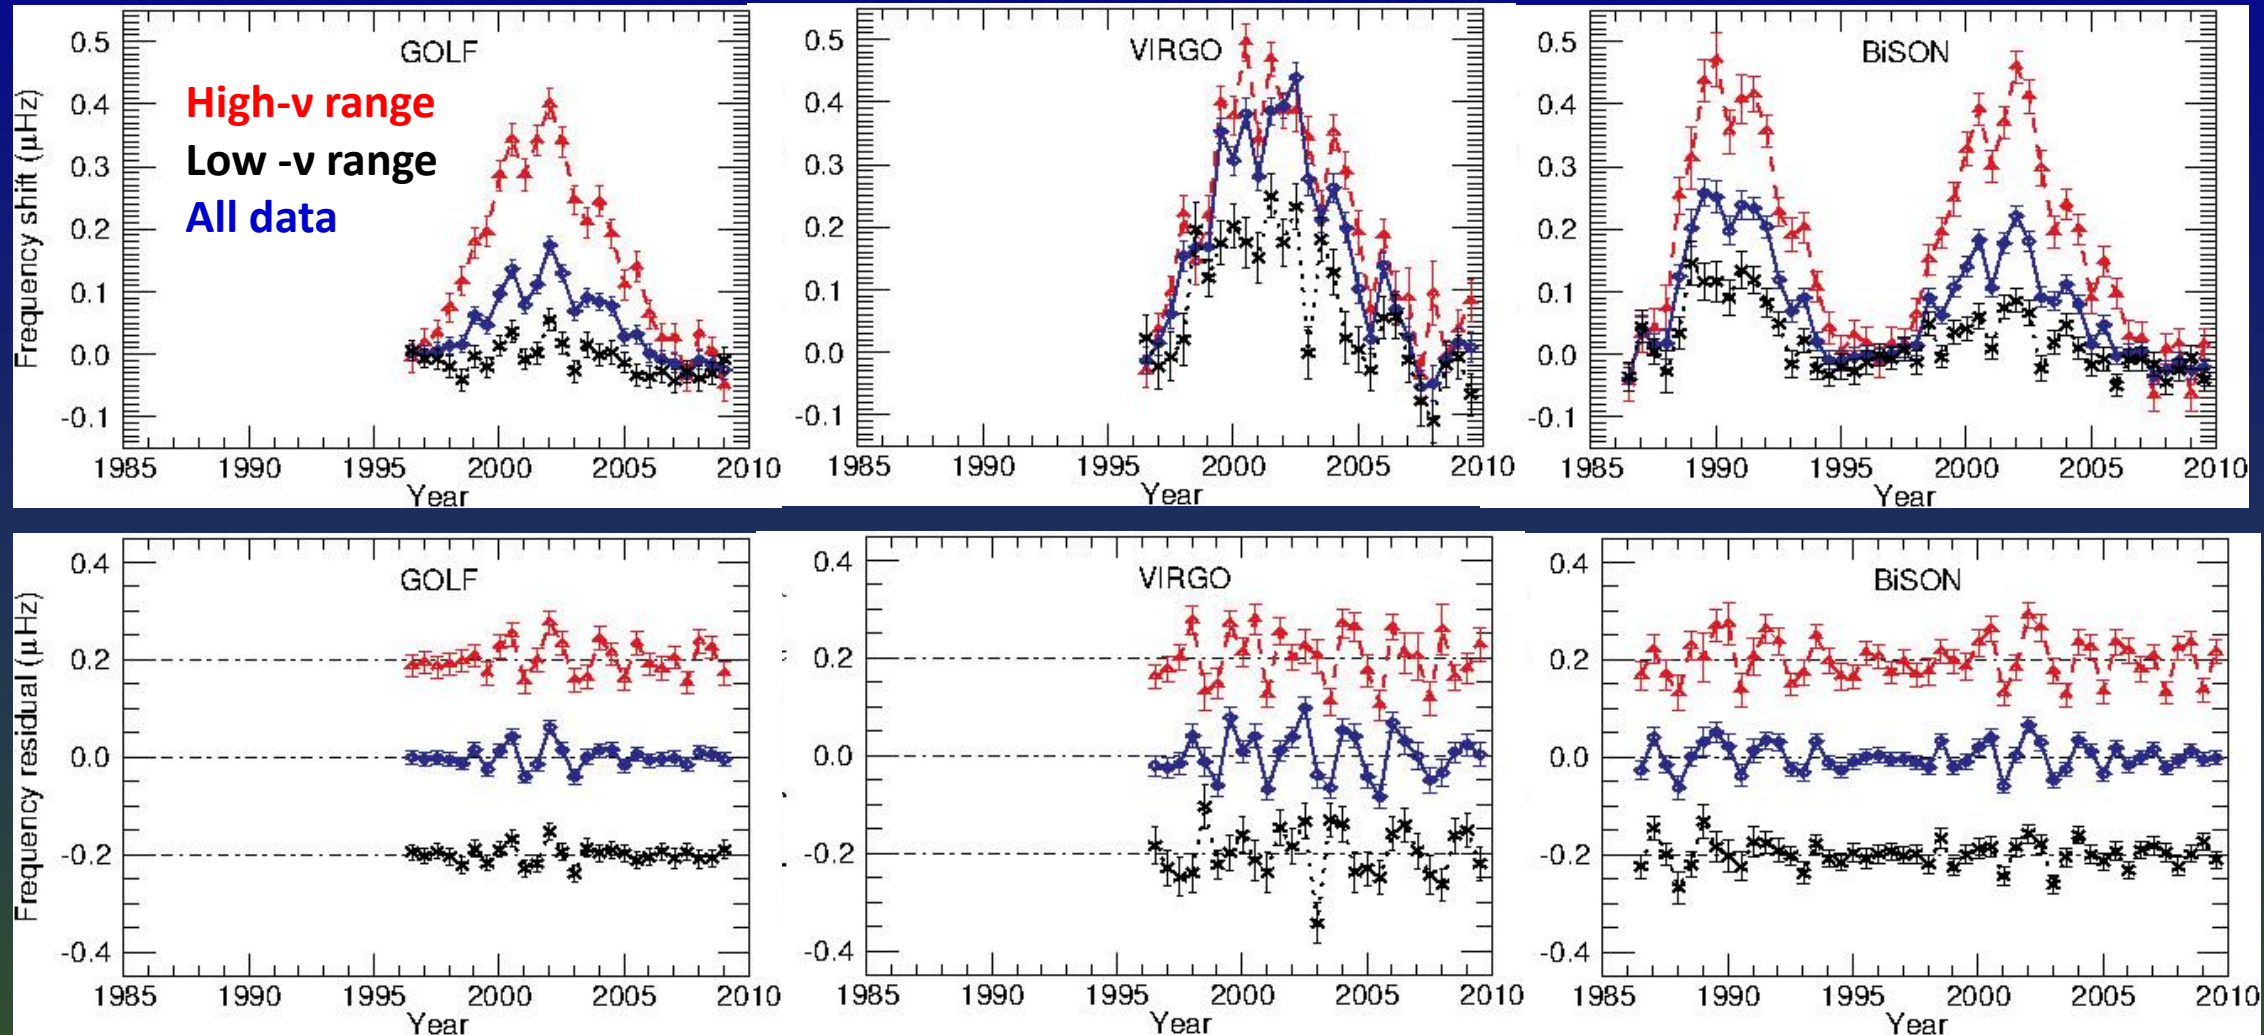 GOLF
High-ν range
Low -ν range
All data
0.5
0.4
0.3
0.2
0.1
0.0
-0.1
Frequency shift (μHz)
1985 1990 1995 2000 2005 2010
Year
VIRGO
0.5
0.4
0.3
0.2
0.1
0.0
-0.1
1985 1990 1995 2000 2005 2010
Year
BiSON
0.5
0.4
0.3
0.2
0.1
0.0
-0.1
1985 1990 1995 2000 2005 2010
Year
GOLF
0.4
0.2
0.0
-0.2
-0.4
Frequency residual (μHz)
1985 1990 1995 2000 2005 2010
Year
VIRGO
0.4
0.2
0.0
-0.2
-0.4
1985 1990 1995 2000 2005 2010
Year
BiSON
0.4
0.2
0.0
-0.2
-0.4
1985 1990 1995 2000 2005 2010
Year